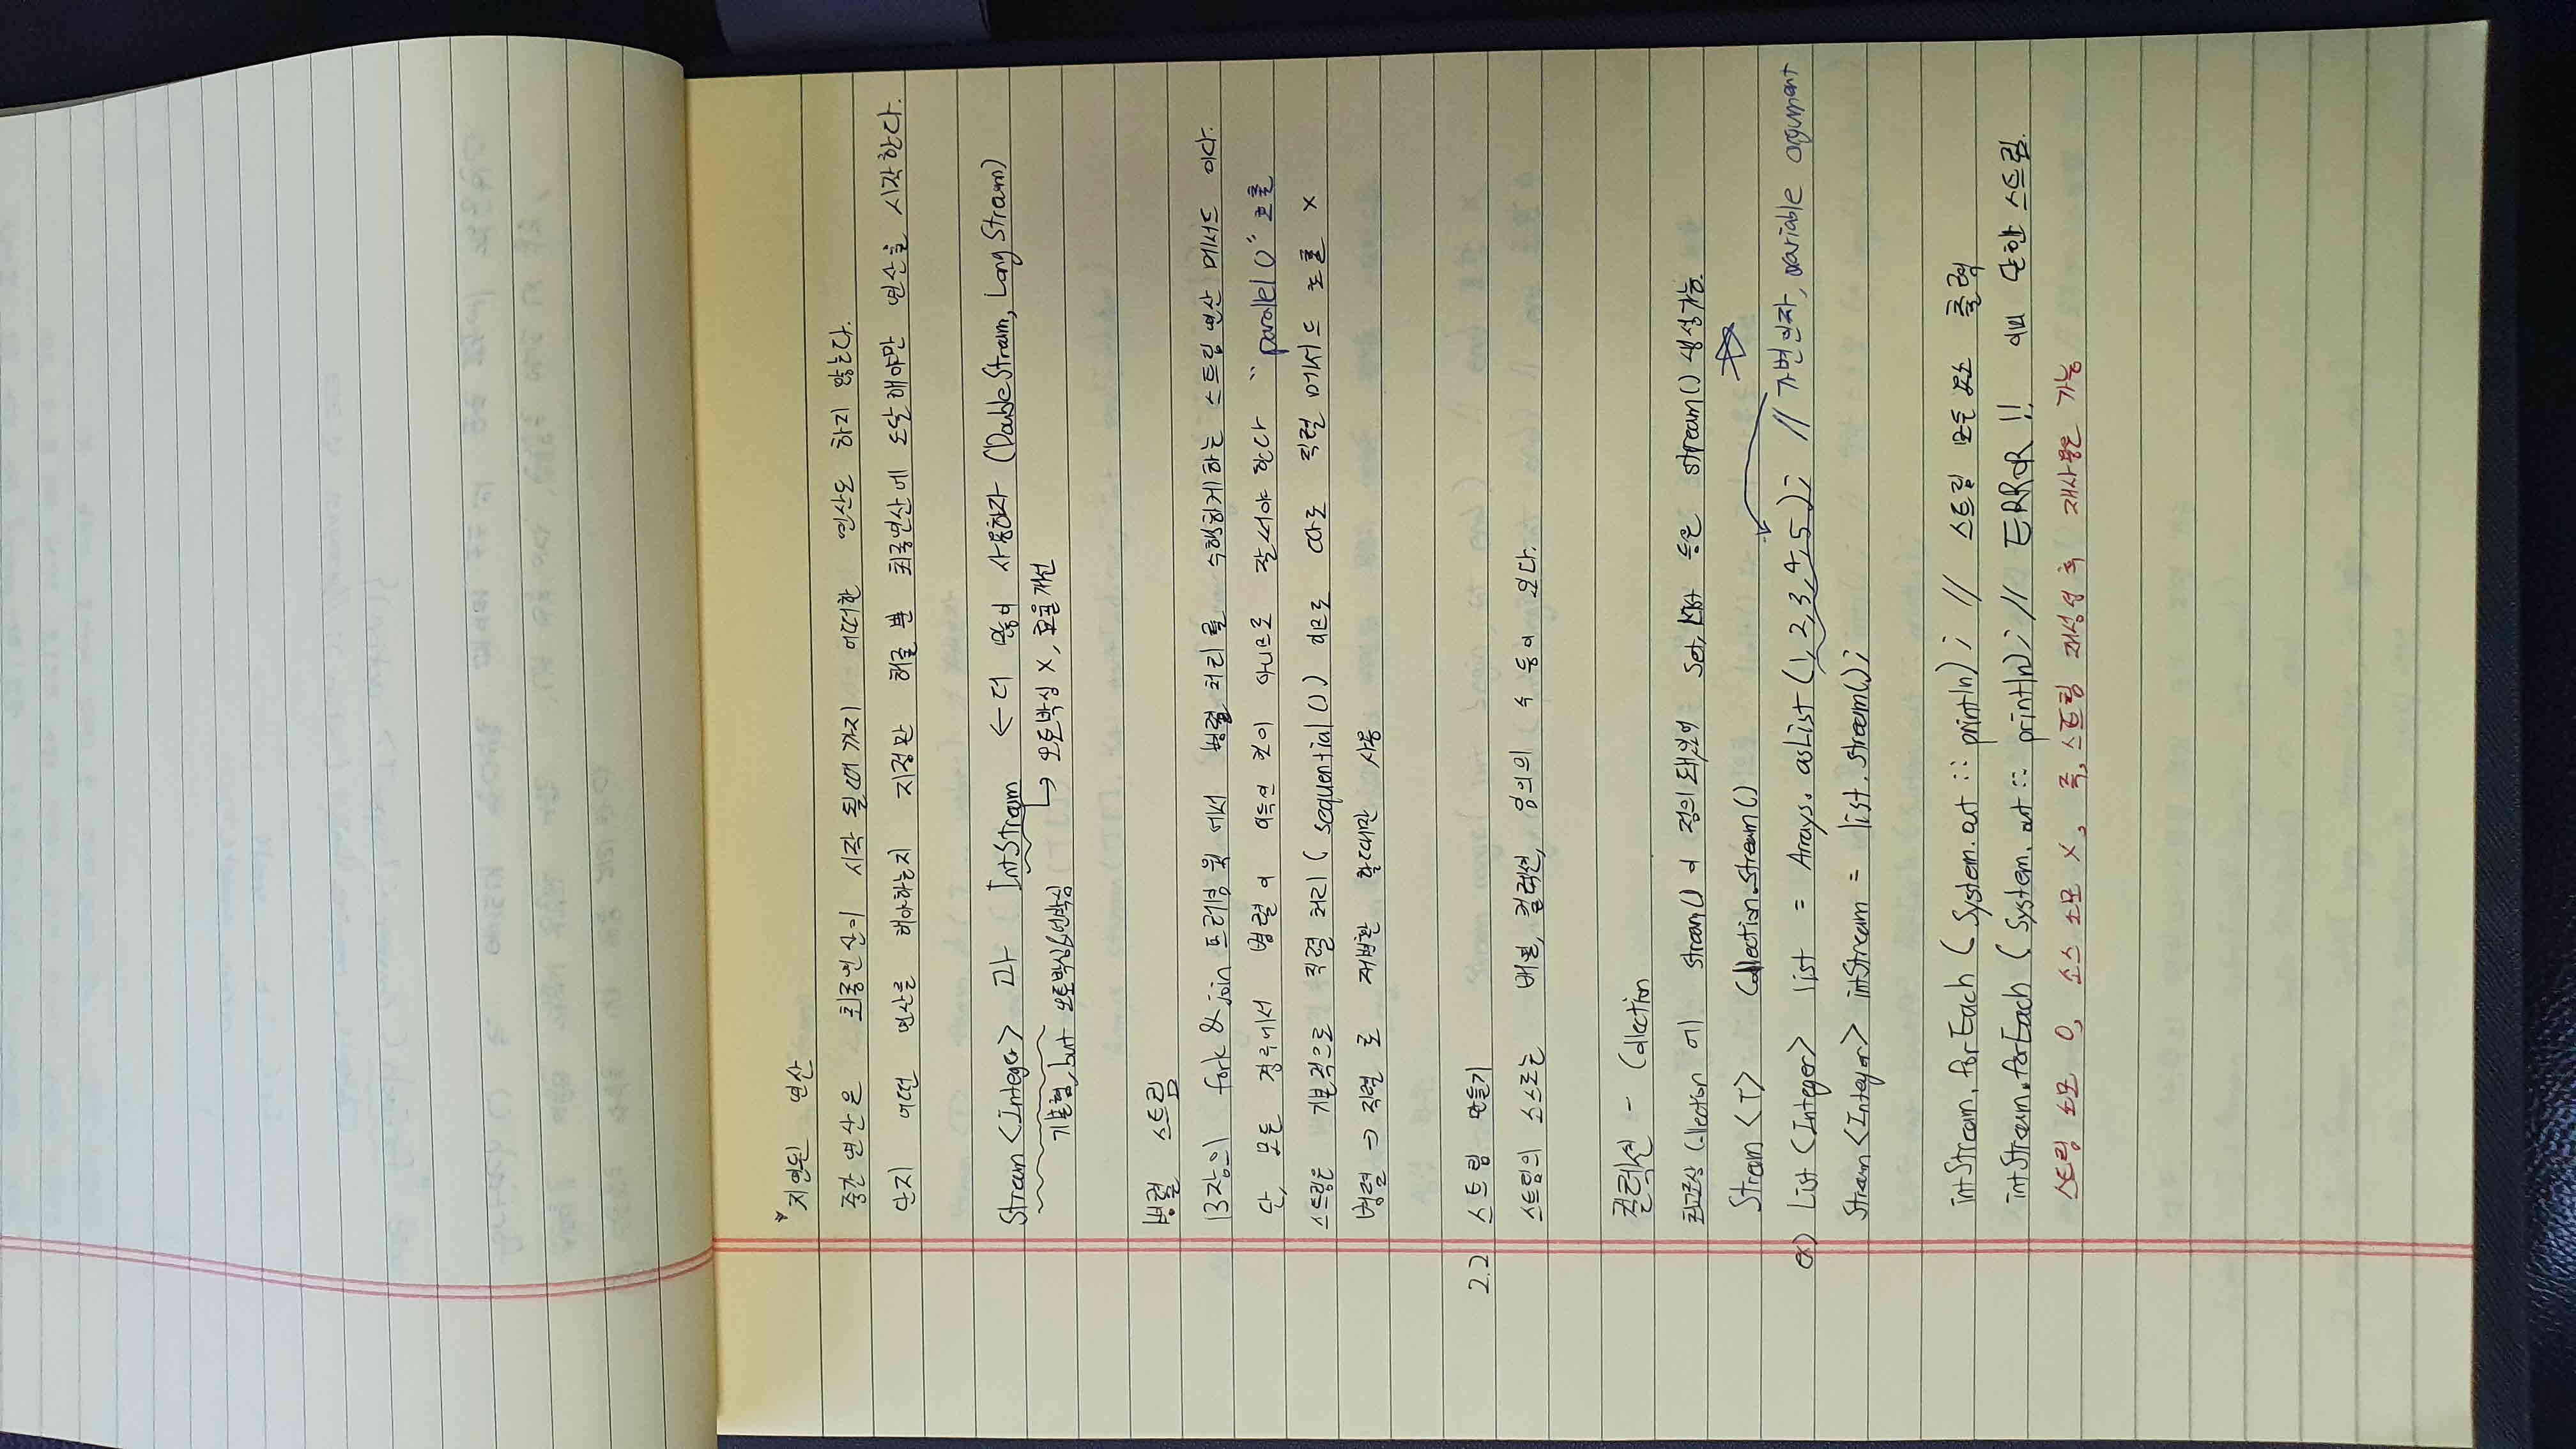 *지연된 연산
중간 연산은 최종연산이 시작 될때 까지 어떠한 연산도 하지 않는다.
단지 어떤 연산을 해야하는지 지정만 해줄 뿐 최종연산에 도달해야만 연산을 시작한다.
Stream<Integer> 과 IntStream ← 더 많이 사용하자 (DoubleStream, LongStream)
기본형, but 오토박싱&언박싱 → 오토박싱 X, 효율개선
병렬 스트림
13장의 fork & join 프레임 웍 에서 병렬 처리를 수행하게하는 스트림 연산 메서드 이다.
단, 모든 경우에서 병렬이 이득인 것이 아니므로 잘써야 한다 "parallel()" 호출
스트림은 기본적으로 직렬 처리( sequential() ) 이므로 따로 직렬 메서드 호출 X
병렬 → 직렬 로 재변환 할때만 사용
2.2 스트림 만들기
스트림의 소스로는 배열, 컬렉션, 임의의 수 등이 온다.
컬렉션 - Collection
최고조상 Collection 에 stream() 이 정의 돼있어 Set, List 등은 stream() 생성가능.
Stream <T> Collection.stream()
ex) List <Integer> list = Arrays.asList(1,2,3,4,5); // 가변인자, variable argument
Stream <Integer> intStream = list.stream();
intStream.forEach ( System.out :: println); // 스트림 모든 요소 출력
intStream.forEach ( System.out :: println); // ERROR!! 이미 닫힌 스트림.
스트림 소모 O, 소스 소모 X, 즉, 스트림 재생성 후 재사용은 가능